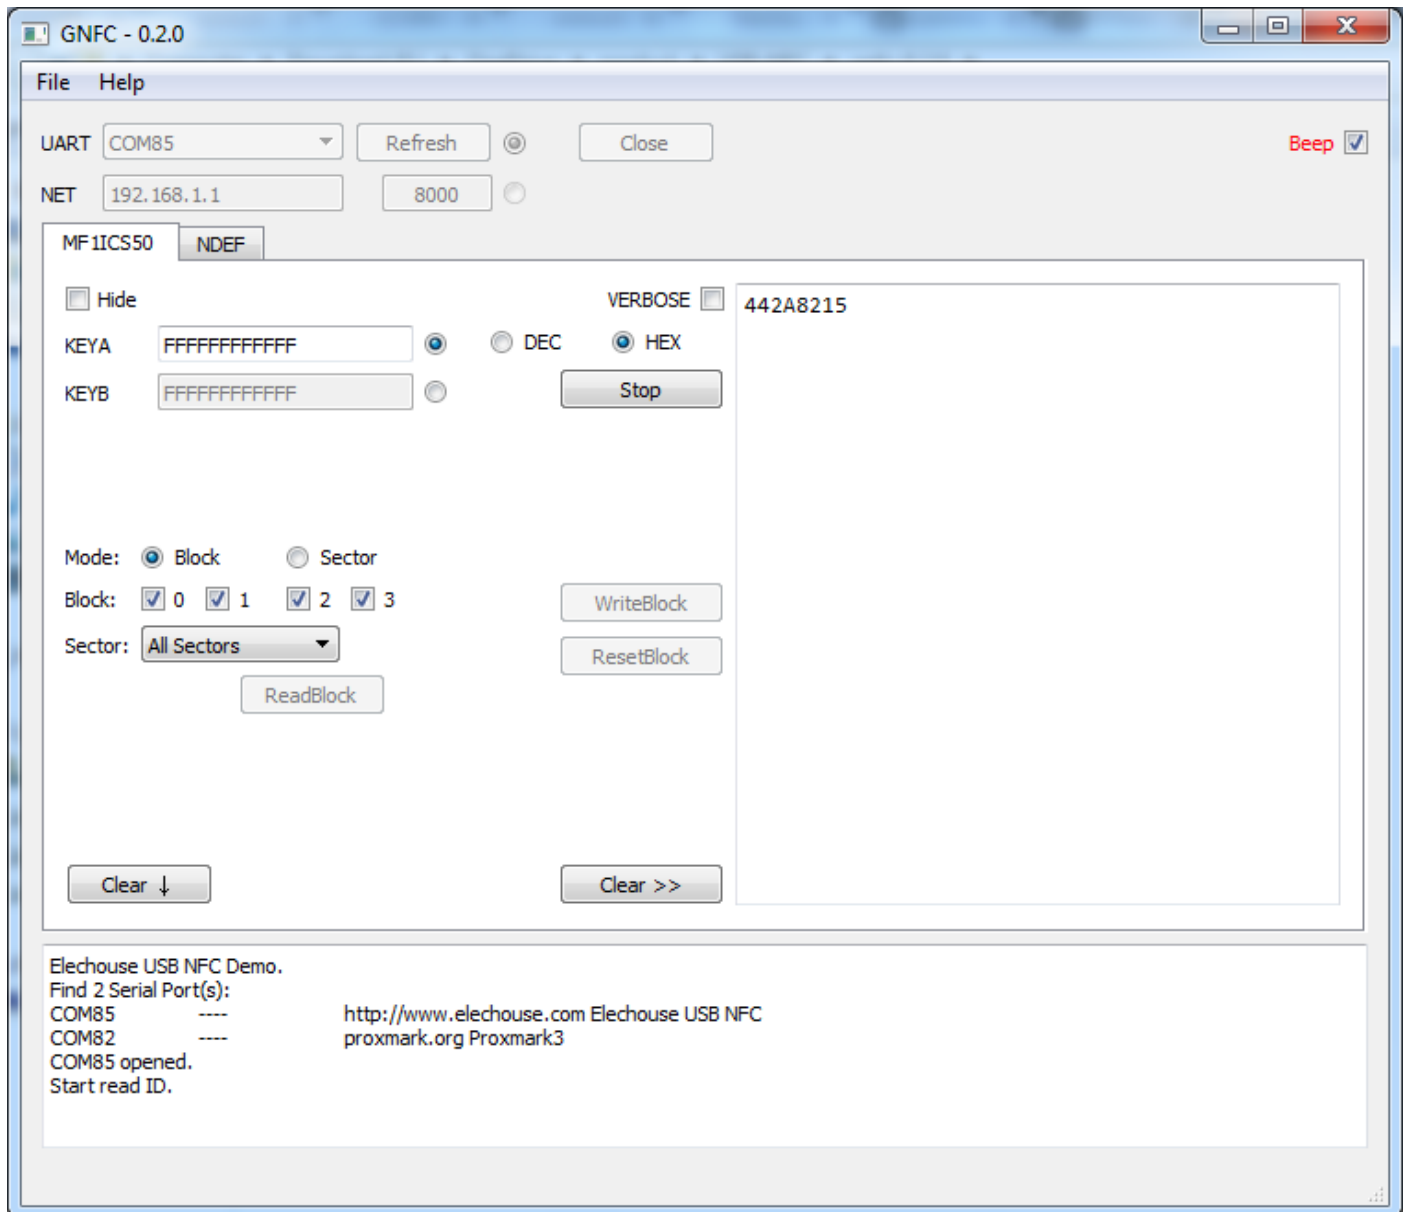 GNFC - 0.2.0
File Help
UART COM85 Refresh Close Beep
NET 192.168.1.1 8000
MF1ICS50 NDEF
Hide VERBOSE 442A8215
KEYA FFFFFFFFFFFF DEC HEX
KEYB FFFFFFFFFFFF Stop
Mode: Block Sector
Block: 0 1 2 3 WriteBlock
Sector: All Sectors ResetBlock
ReadBlock
Clear ↓ Clear >>
Elechouse USB NFC Demo.
Find 2 Serial Port(s):
COM85 ---- http://www.elechouse.com Elechouse USB NFC
COM82 ---- proxmark.org Proxmark3
COM85 opened.
Start read ID.